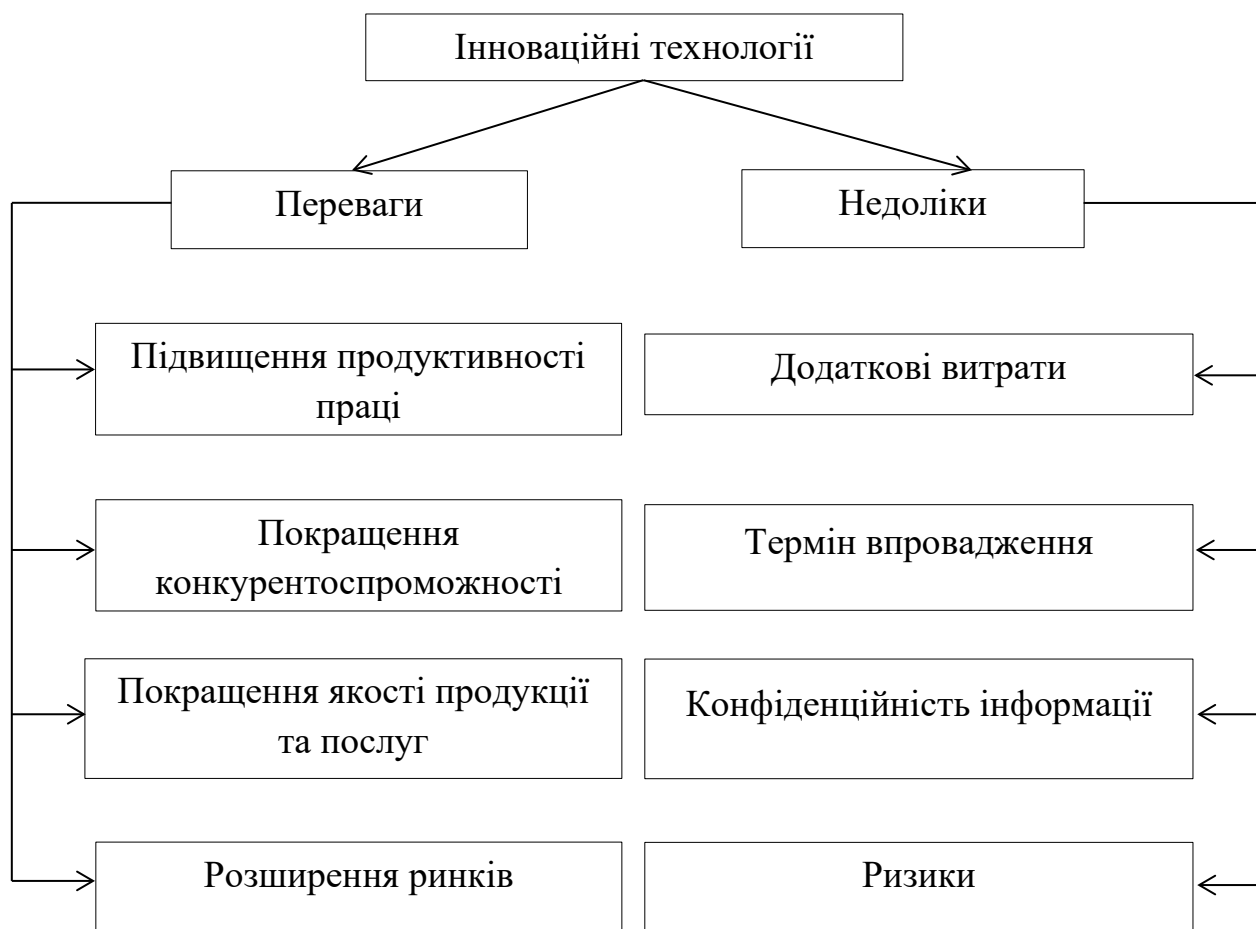 Інноваційні технології
Переваги
Недоліки
Підвищення продуктивності
праці
Додаткові витрати
Покращення
конкурентоспроможності
Термін впровадження
Покращення якості продукції
та послуг
Конфіденційність інформації
Розширення ринків
Ризики